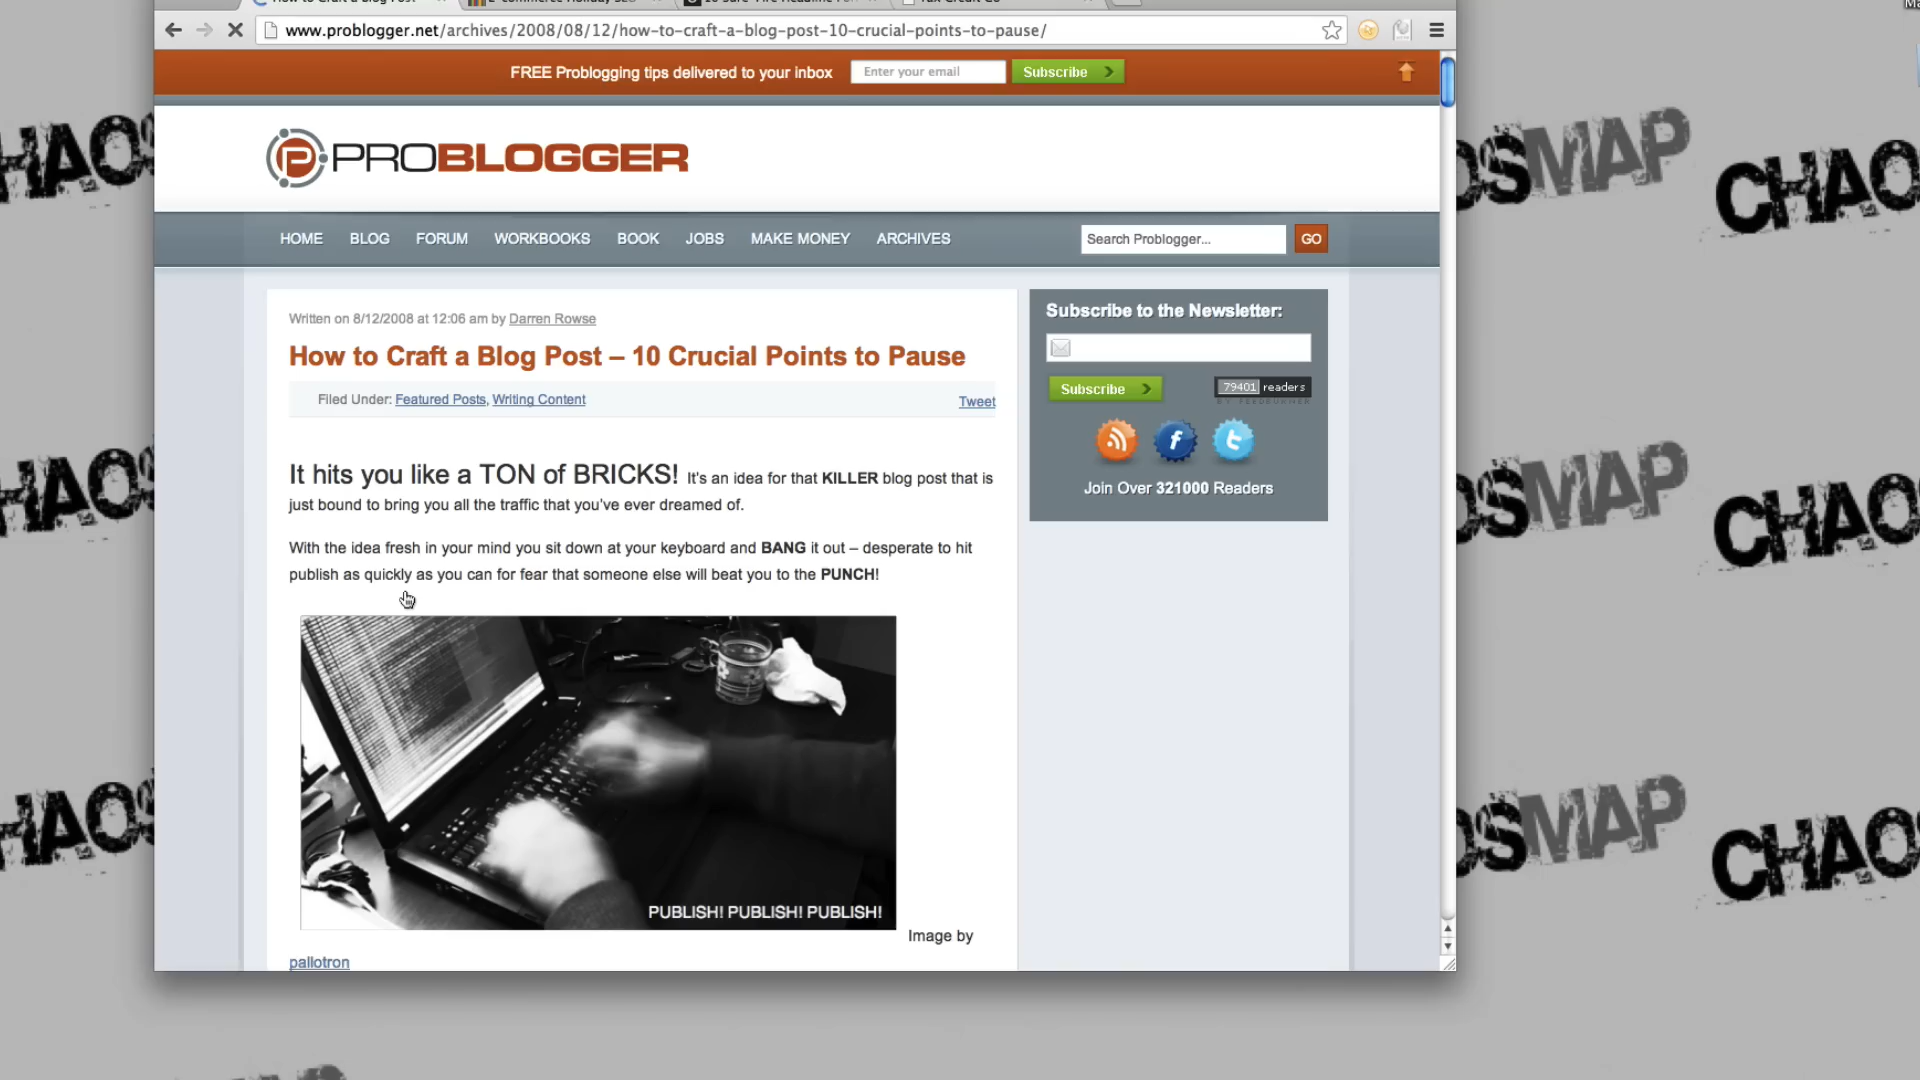 www.problogger.net/archives/2008/08/12/how-to-craft-a-blog-post-10-crucial-points-to-pause/
FREE Problogging tips delivered to your inbox Enter your email Subscribe
PROBLOGGER
HOME BLOG FORUM WORKBOOKS BOOK JOBS MAKE MONEY ARCHIVES Search Problogger... GO
Written on 8/12/2008 at 12:06 am by Darren Rowse
How to Craft a Blog Post – 10 Crucial Points to Pause
Filed Under: Featured Posts, Writing Content Tweet
It hits you like a TON of BRICKS! It's an idea for that KILLER blog post that is
just bound to bring you all the traffic that you've ever dreamed of.
With the idea fresh in your mind you sit down at your keyboard and BANG it out – desperate to hit
publish as quickly as you can for fear that someone else will beat you to the PUNCH!
PUBLISH! PUBLISH! PUBLISH!
Image by
pallotron
Subscribe to the Newsletter:
Subscribe 79401 readers
BY FEEDBURNER
Join Over 321000 Readers
CHAOSMAP
CHAOS
CHAOSMAP
CHAOS
CHAOSMAP
CHAOS